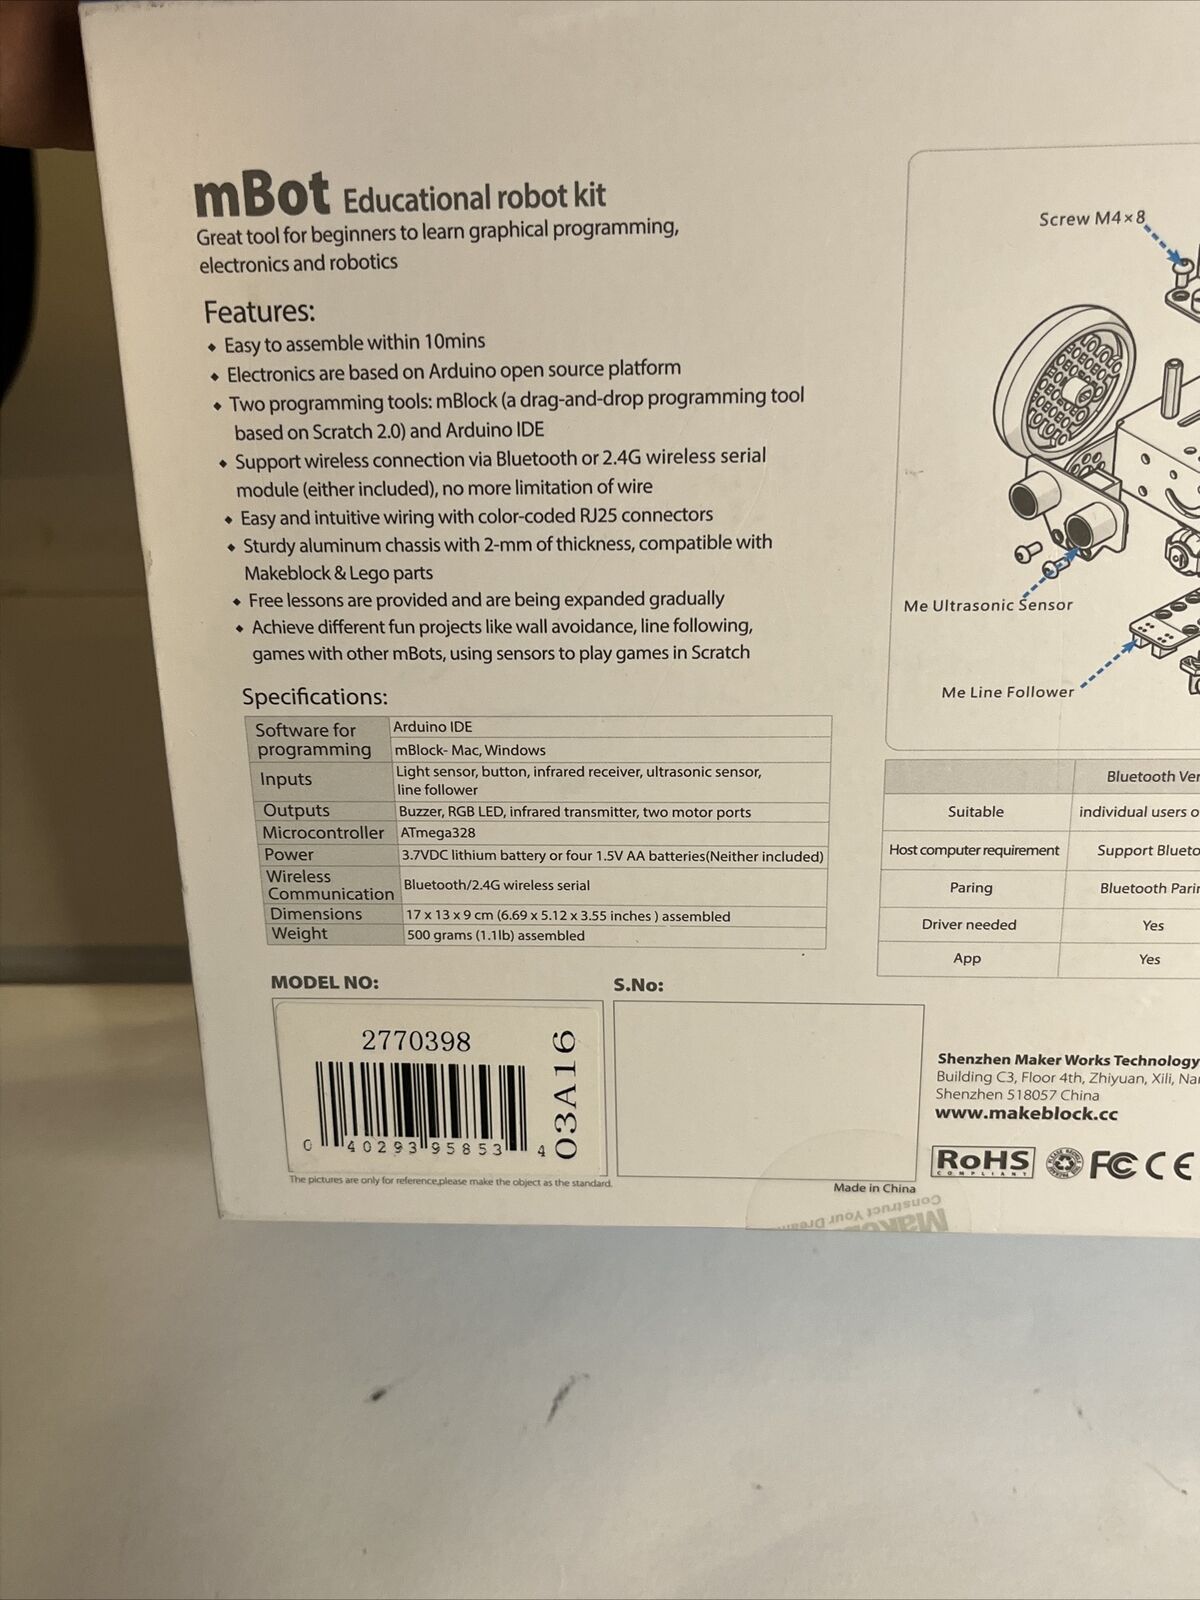 mBot Educational robot kit
Great tool for beginners to learn graphical programming,
electronics and robotics
Features:
◆ Easy to assemble within 10mins
◆ Electronics are based on Arduino open source platform
◆ Two programming tools: mBlock (a drag-and-drop programming tool
based on Scratch 2.0) and Arduino IDE
◆ Support wireless connection via Bluetooth or 2.4G wireless serial
module (either included), no more limitation of wire
◆ Easy and intuitive wiring with color-coded RJ25 connectors
◆ Sturdy aluminum chassis with 2-mm of thickness, compatible with
Makeblock & Lego parts
◆ Free lessons are provided and are being expanded gradually
◆ Achieve different fun projects like wall avoidance, line following,
games with other mBots, using sensors to play games in Scratch
Specifications:
Software for programming
Arduino IDE
mBlock- Mac, Windows
Inputs
Light sensor, button, infrared receiver, ultrasonic sensor,
line follower
Outputs Buzzer, RGB LED, infrared transmitter, two motor ports
Microcontroller ATmega328
Power 3.7VDC lithium battery or four 1.5V AA batteries(Neither included)
Wireless
Communication Bluetooth/2.4G wireless serial
Dimensions 17 x 13 x 9 cm (6.69 x 5.12 x 3.55 inches ) assembled
Weight 500 grams (1.1lb) assembled
MODEL NO:
2770398
0 40293 95853 4
03A16
The pictures are only for reference,please make the object as the standard.
S.No:
Made in China
Construct Your
Screw M4×8
Me Ultrasonic Sensor
Me Line Follower
Bluetooth
Suitable individual users
Host computer requirement Support
Paring Bluetooth
Driver needed Yes
App Yes
Shenzhen Maker Works Technology
Building C3, Floor 4th, Zhiyuan, Xili,
Shenzhen 518057 China
www.makeblock.cc
RoHS
COMPLIANT
FC CE